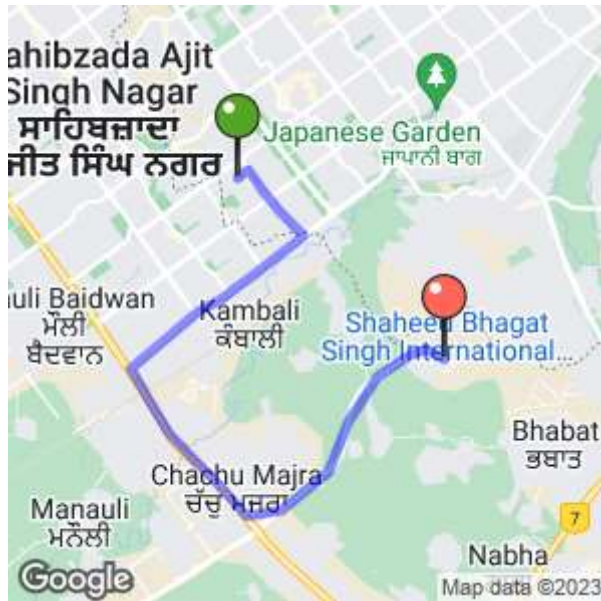 ahibzada Ajit
Singh Nagar
ਸਾਹਿਬਜ਼ਾਦਾ
ਜੀਤ ਸਿੰਘ ਨਗਰ
Japanese Garden
ਜਾਪਾਨੀ ਬਾਗ
uli Baidwan
ਮੌਲੀ
ਬੈਦਵਾਨ
Kambali
ਕੰਬਾਲੀ
Shaheed Bhagat
Singh International...
Bhabat
ਭਬਾਤ
Chachu Majra
ਚੱਚੂ ਮਜਰਾ
Manauli
ਮਨੌਲੀ
7
Nabha
Google
Map data ©2023